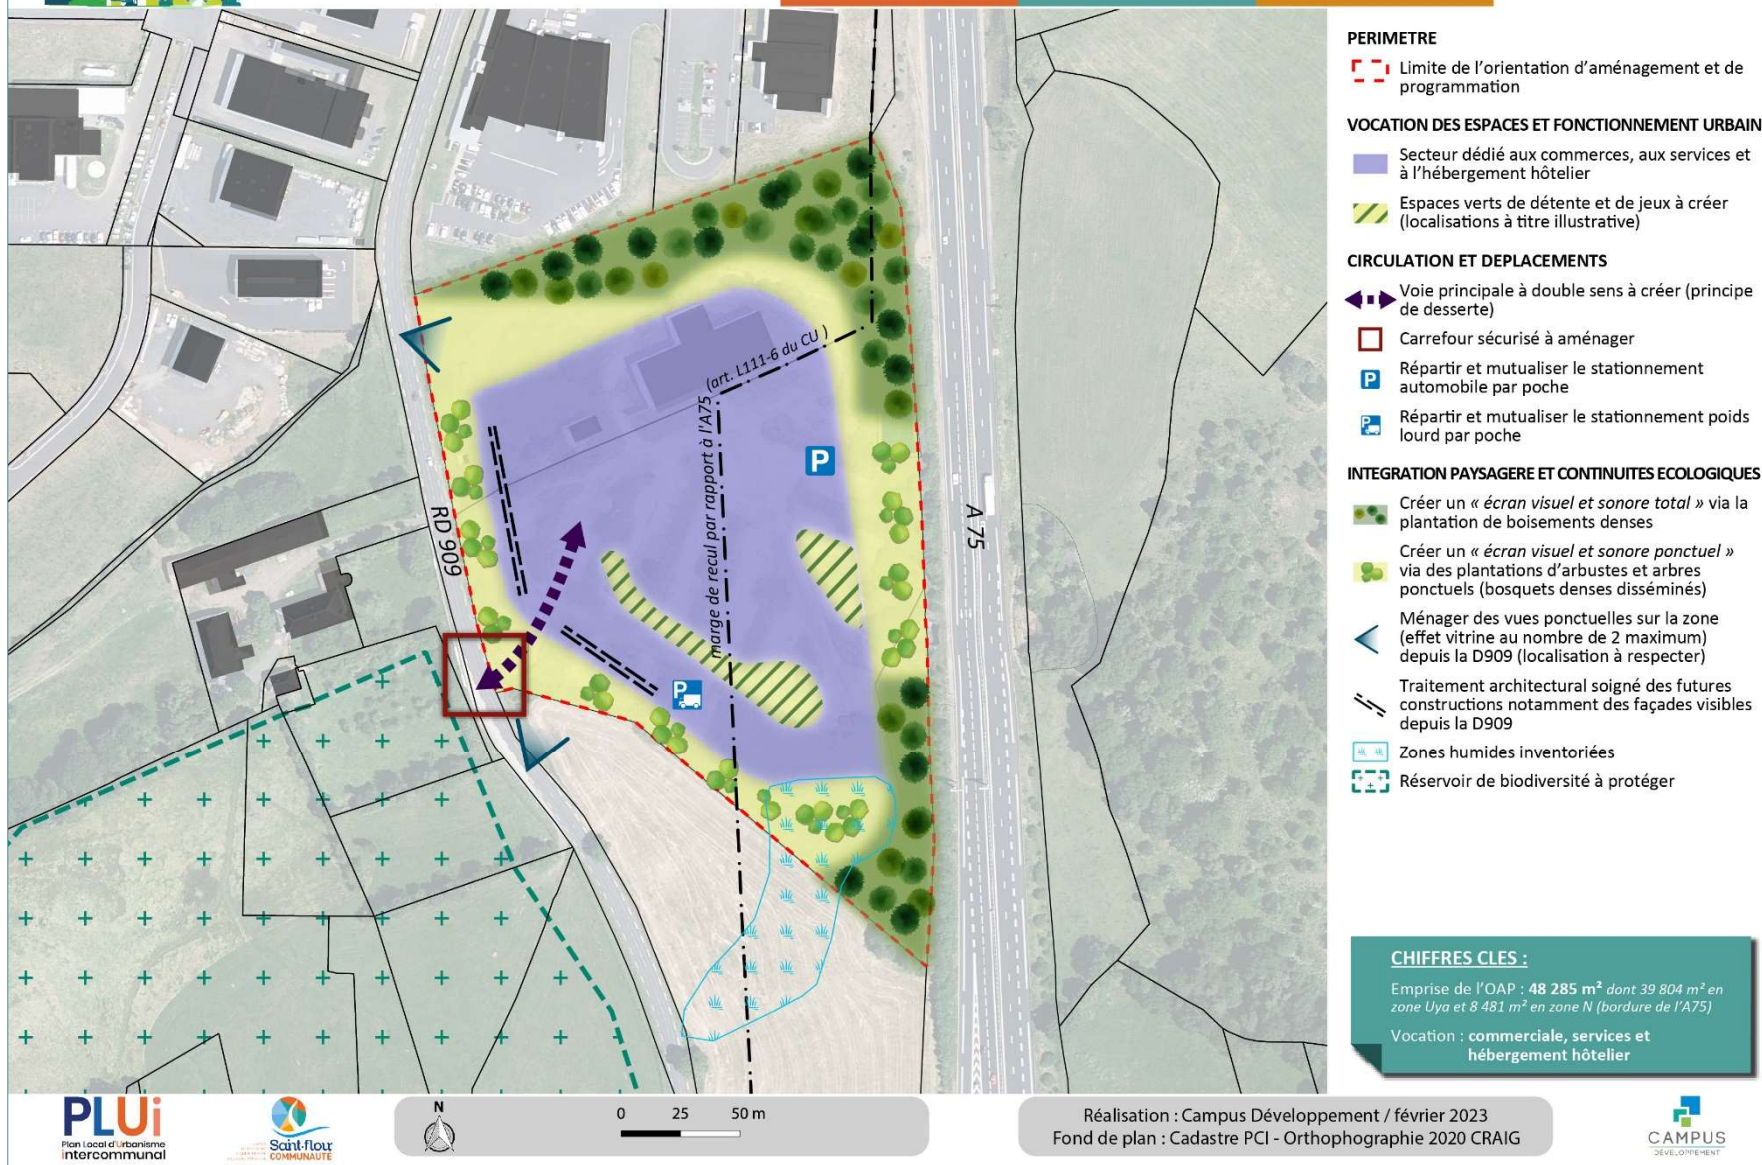 PERIMETRE
Limite de l'orientation d'aménagement et de
programmation
VOCATION DES ESPACES ET FONCTIONNEMENT URBAIN
Secteur dédié aux commerces, aux services et
à l'hébergement hôtelier
Espaces verts de détente et de jeux à créer
(localisations à titre illustrative)
CIRCULATION ET DEPLACEMENTS
Voie principale à double sens à créer (principe
de desserte)
Carrefour sécurisé à aménager
P
Répartir et mutualiser le stationnement
automobile par poche
P
Répartir et mutualiser le stationnement poids
lourd par poche
INTEGRATION PAYSAGERE ET CONTINUITES ECOLOGIQUES
Créer un « écran visuel et sonore total » via la
plantation de boisements denses
Créer un « écran visuel et sonore ponctuel »
via des plantations d'arbustes et arbres
ponctuels (bosquets denses disséminés)
Ménager des vues ponctuelles sur la zone
(effet vitrine au nombre de 2 maximum)
depuis la D909 (localisation à respecter)
Traitement architectural soigné des futures
constructions notamment des façades visibles
depuis la D909
Zones humides inventoriées
Réservoir de biodiversité à protéger
CHIFFRES CLES :
Emprise de l'OAP : 48 285 m² dont 39 804 m² en
zone Uya et 8 481 m² en zone N (bordure de l'A75)
Vocation : commerciale, services et
hébergement hôtelier
marge de recul par rapport à l'A75 (art. L111-6 du CU )
RD 909
A 75
P
P
PLUi
Plan Local d'Urbanisme
intercommunal
Saint-flour
COMMUNAUTÉ
N
0 25 50 m
Réalisation : Campus Développement / février 2023
Fond de plan : Cadastre PCI - Orthophographie 2020 CRAIG
CAMPUS
DÉVELOPPEMENT